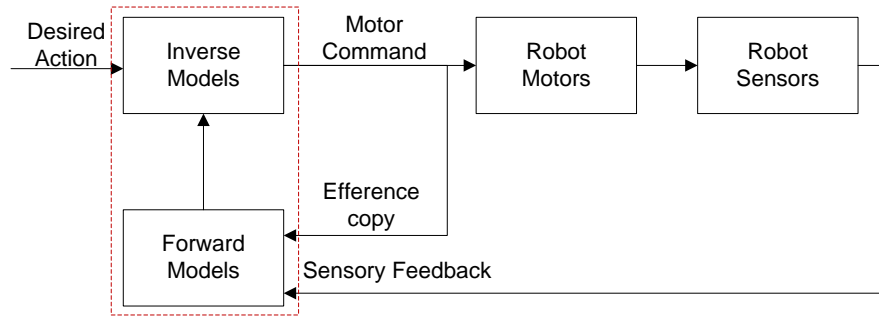 Desired
Action
Inverse
Models
Motor
Command
Robot
Motors
Robot
Sensors
Efference
copy
Forward
Models
Sensory Feedback